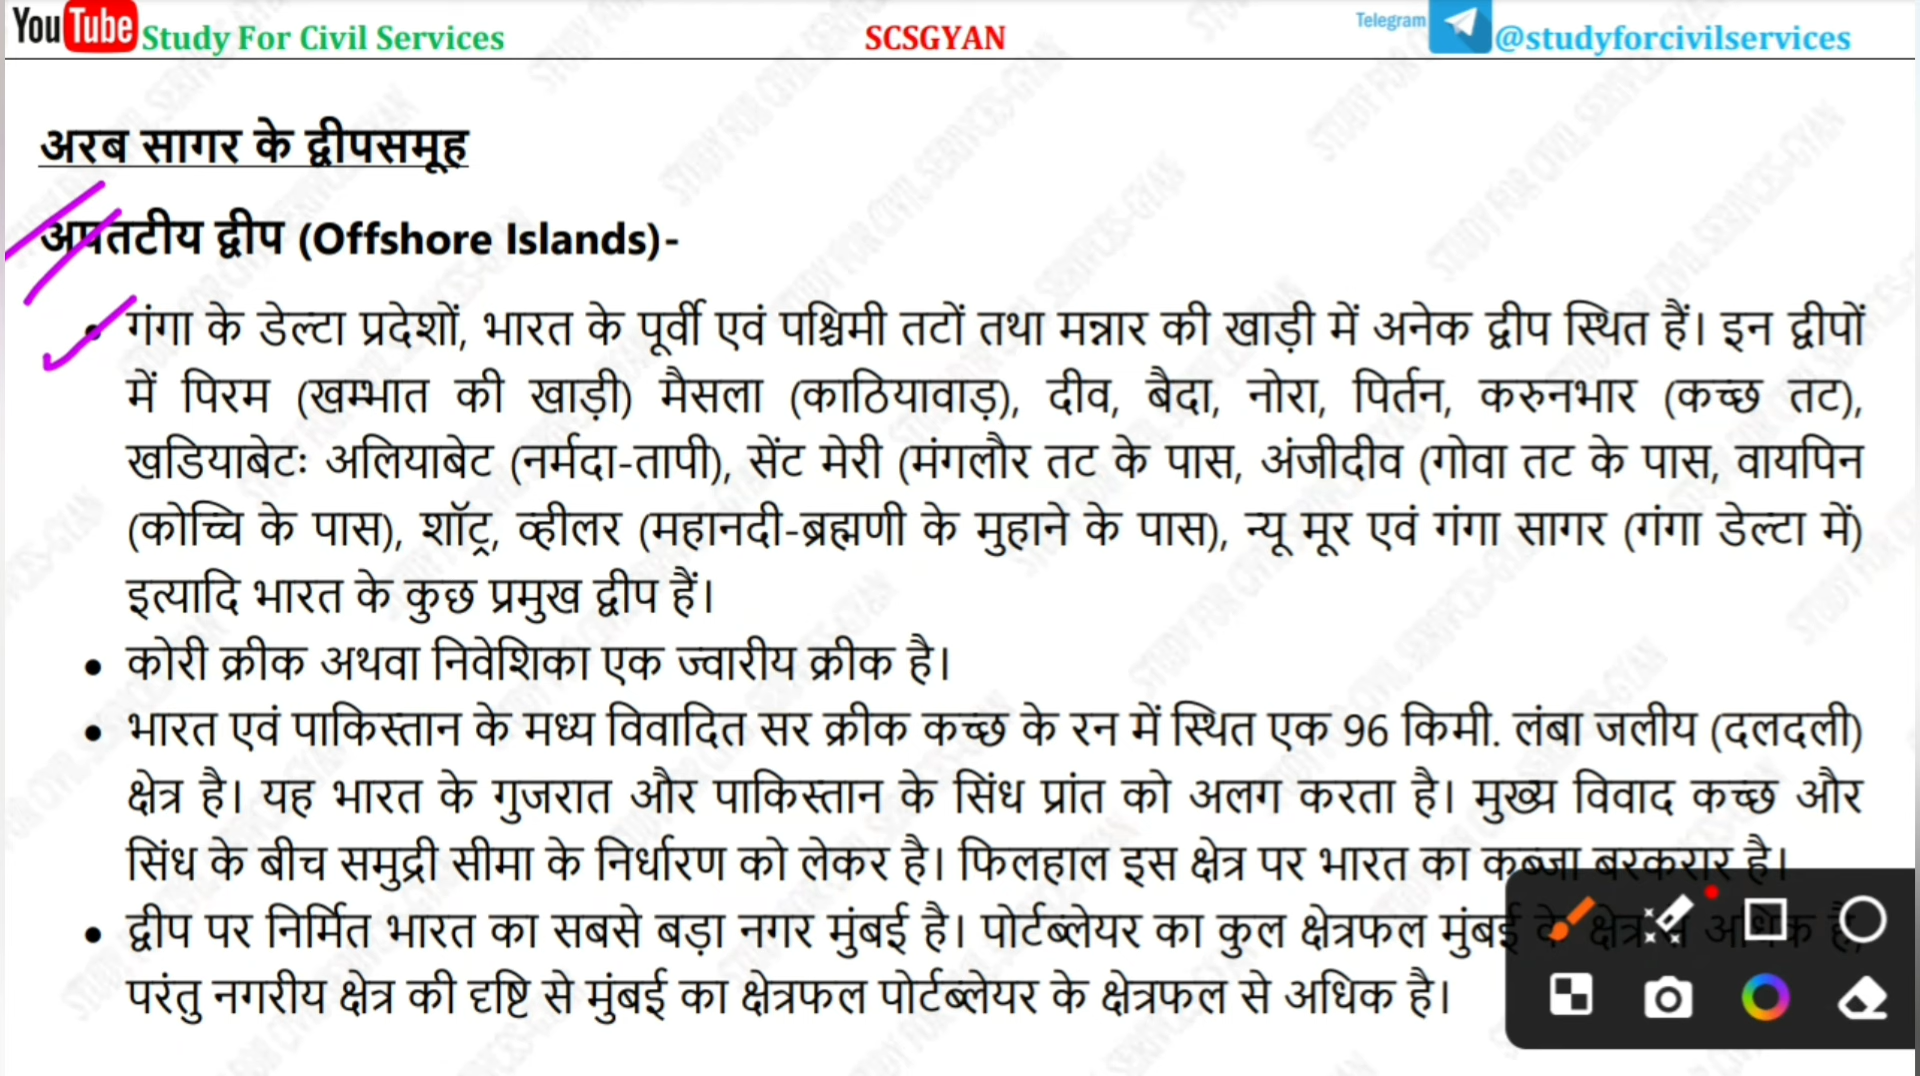 YouTube Study For Civil Services SCSGYAN Telegram @studyforcivilservices
अरब सागर के द्वीपसमूह
अपतटीय द्वीप (Offshore Islands)-
• गंगा के डेल्टा प्रदेशों, भारत के पूर्वी एवं पश्चिमी तटों तथा मन्नार की खाड़ी में अनेक द्वीप स्थित हैं। इन द्वीपों
में पिरम (खम्भात की खाड़ी) मैसला (काठियावाड़), दीव, बैदा, नोरा, पिर्तन, करुनभार (कच्छ तट),
खडियाबेटः अलियाबेट (नर्मदा-तापी), सेंट मेरी (मंगलौर तट के पास, अंजीदीव (गोवा तट के पास, वायपिन
(कोच्चि के पास), शॉट्र, व्हीलर (महानदी-ब्रह्मणी के मुहाने के पास), न्यू मूर एवं गंगा सागर (गंगा डेल्टा में)
इत्यादि भारत के कुछ प्रमुख द्वीप हैं।
• कोरी क्रीक अथवा निवेशिका एक ज्वारीय क्रीक है।
• भारत एवं पाकिस्तान के मध्य विवादित सर क्रीक कच्छ के रन में स्थित एक 96 किमी. लंबा जलीय (दलदली)
क्षेत्र है। यह भारत के गुजरात और पाकिस्तान के सिंध प्रांत को अलग करता है। मुख्य विवाद कच्छ और
सिंध के बीच समुद्री सीमा के निर्धारण को लेकर है। फिलहाल इस क्षेत्र पर भारत का कब्जा बरकरार है।
• द्वीप पर निर्मित भारत का सबसे बड़ा नगर मुंबई है। पोर्टब्लेयर का कुल क्षेत्रफल मुंबई के क्षेत्र अधिक है,
परंतु नगरीय क्षेत्र की दृष्टि से मुंबई का क्षेत्रफल पोर्टब्लेयर के क्षेत्रफल से अधिक है।